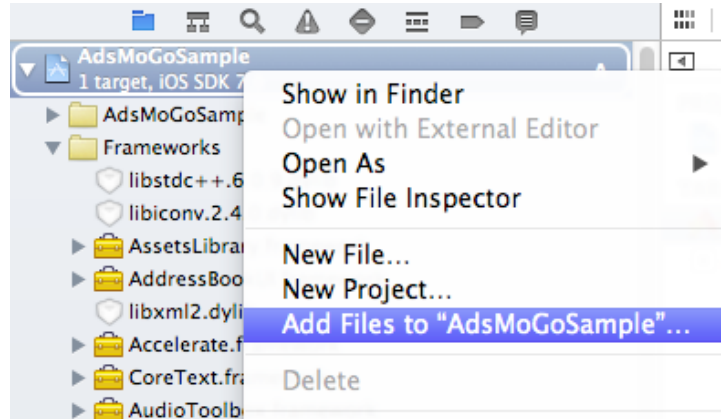 AdsMoGoSample
1 target, iOS SDK 7
AdsMoGoSamp
Frameworks
libstdc++.6
libiconv.2.4
AssetsLibra
AddressBoo
libxml2.dyli
Accelerate.f
CoreText.fra
AudioToolb
Show in Finder
Open with External Editor
Open As
Show File Inspector
New File...
New Project...
Add Files to “AdsMoGoSample”...
Delete